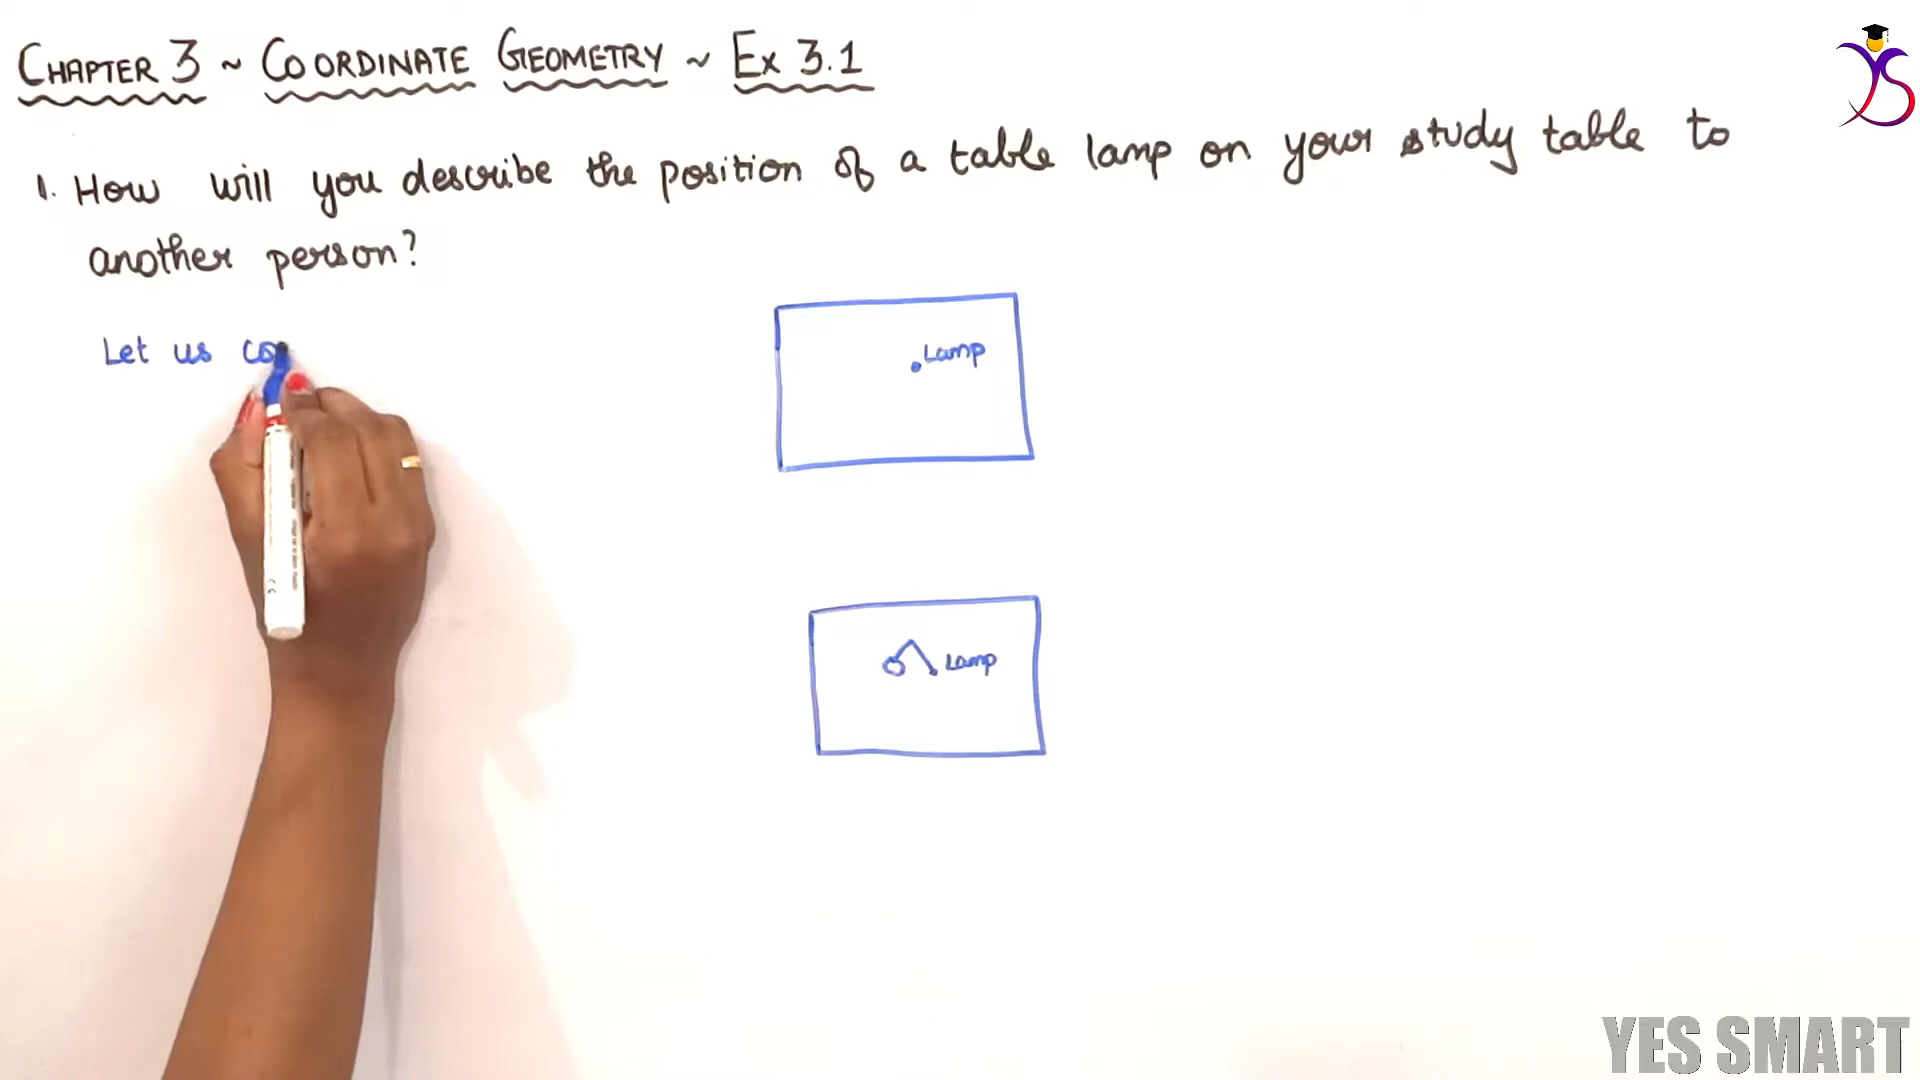 CHAPTER 3 ~ COORDINATE GEOMETRY ~ Ex 3.1
1. How will you describe the position of a table lamp on your study table to
another person?
Let us co
Lamp
Lamp
YES SMART